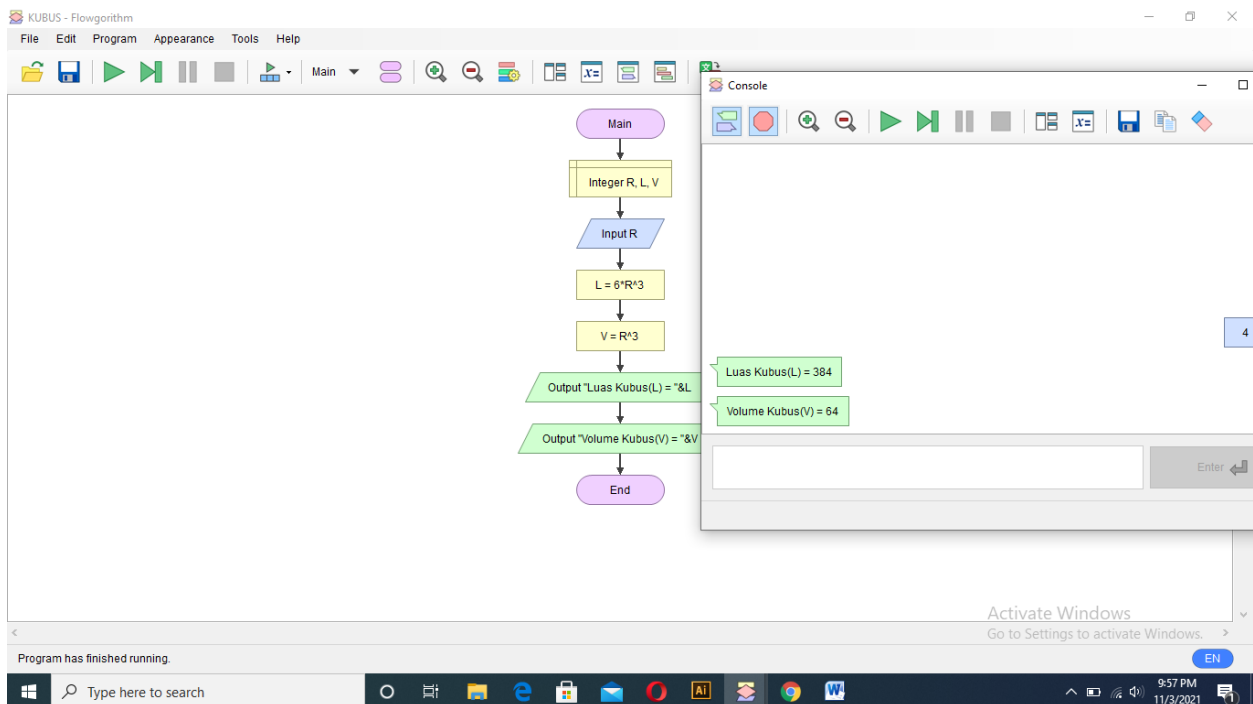 KUBUS - Flowgorithm
File Edit Program Appearance Tools Help
Main
Main
Integer R, L, V
Input R
L = 6*R^3
V = R^3
Output "Luas Kubus(L) = "&L
Output "Volume Kubus(V) = "&V
End
Console
x=
4
Luas Kubus(L) = 384
Volume Kubus(V) = 64
Enter
Activate Windows
Go to Settings to activate Windows.
Program has finished running.
EN
Type here to search
Ai
W
9:57 PM
11/3/2021
1
x=